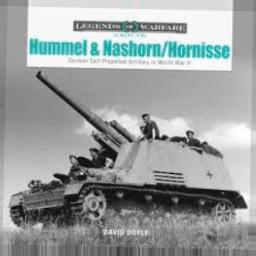 LEGENDS OF WARFARE
GROUND
Hummel & Nashorn/Hornisse
German Self-Propelled Artillery in World War II
DAVID DOYLE